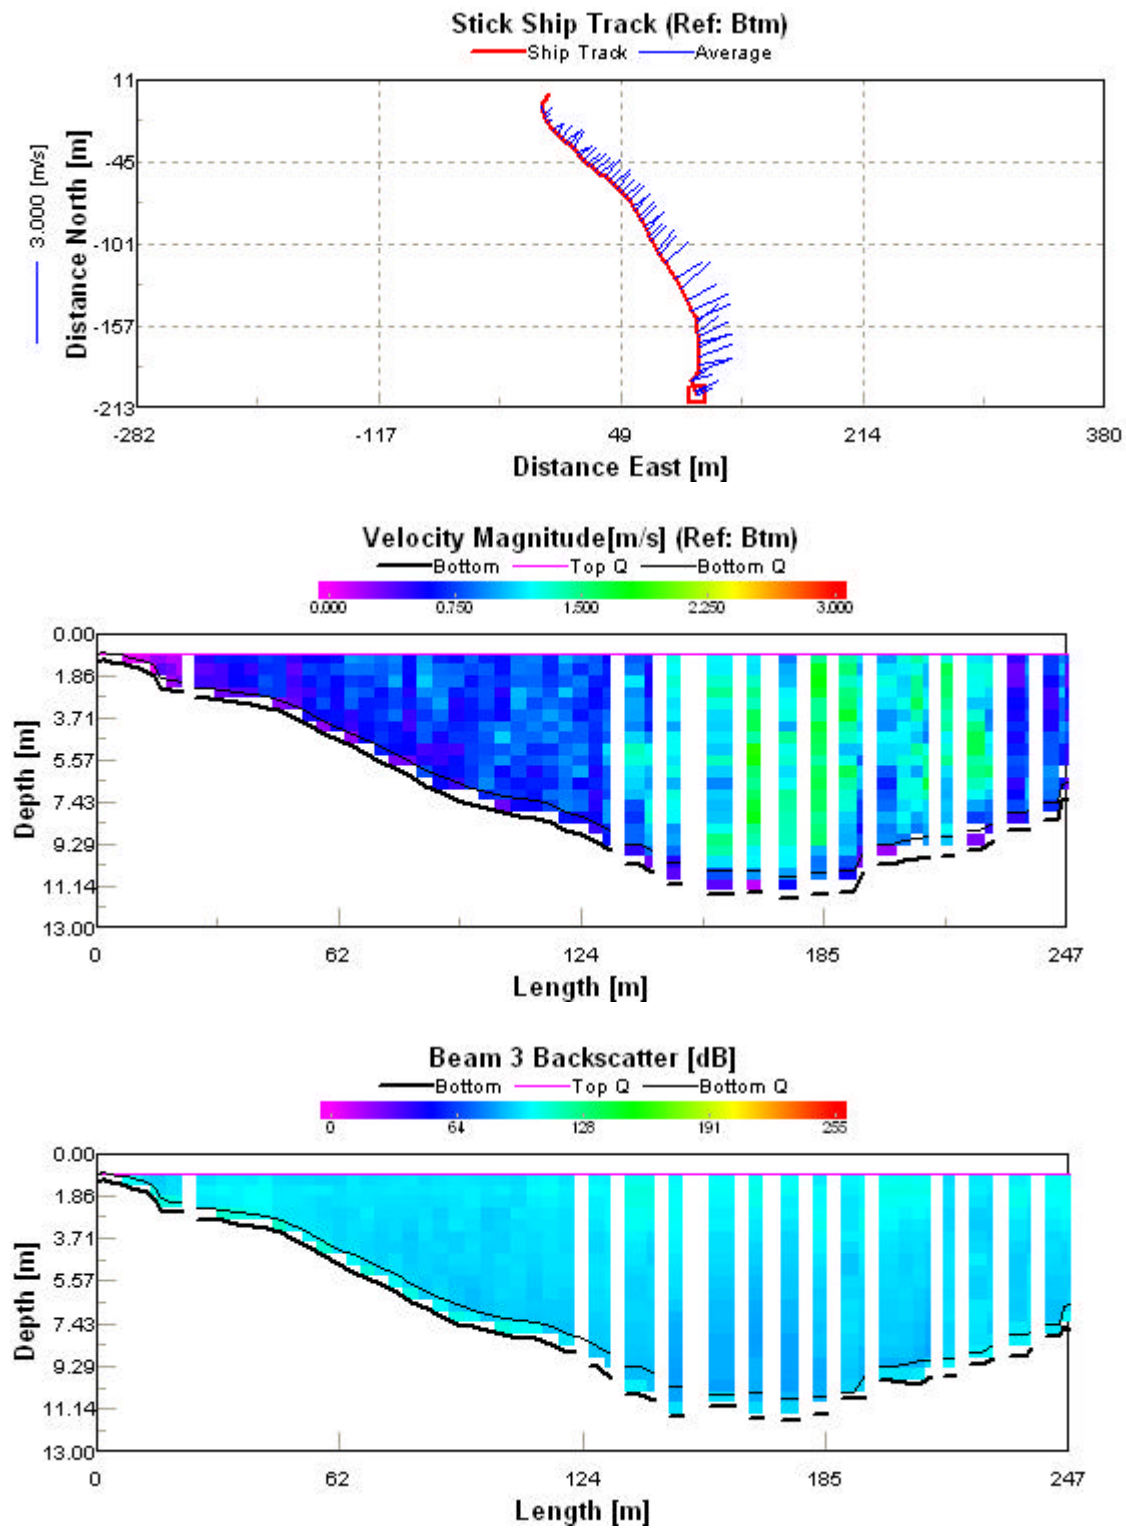 Stick Ship Track (Ref: Btm)
Ship Track Average
11
-45
-101
-157
-213
Distance North [m]
3.000 [m/s]
-282 -117 49 214 380
Distance East [m]
Velocity Magnitude[m/s] (Ref: Btm)
Bottom Top Q Bottom Q
0.000 0.750 1.500 2.250 3.000
0.00
1.86
3.71
5.57
7.43
9.29
11.14
13.00
Depth [m]
0 62 124 185 247
Length [m]
Beam 3 Backscatter [dB]
Bottom Top Q Bottom Q
0 64 128 191 255
0.00
1.86
3.71
5.57
7.43
9.29
11.14
13.00
Depth [m]
0 62 124 185 247
Length [m]